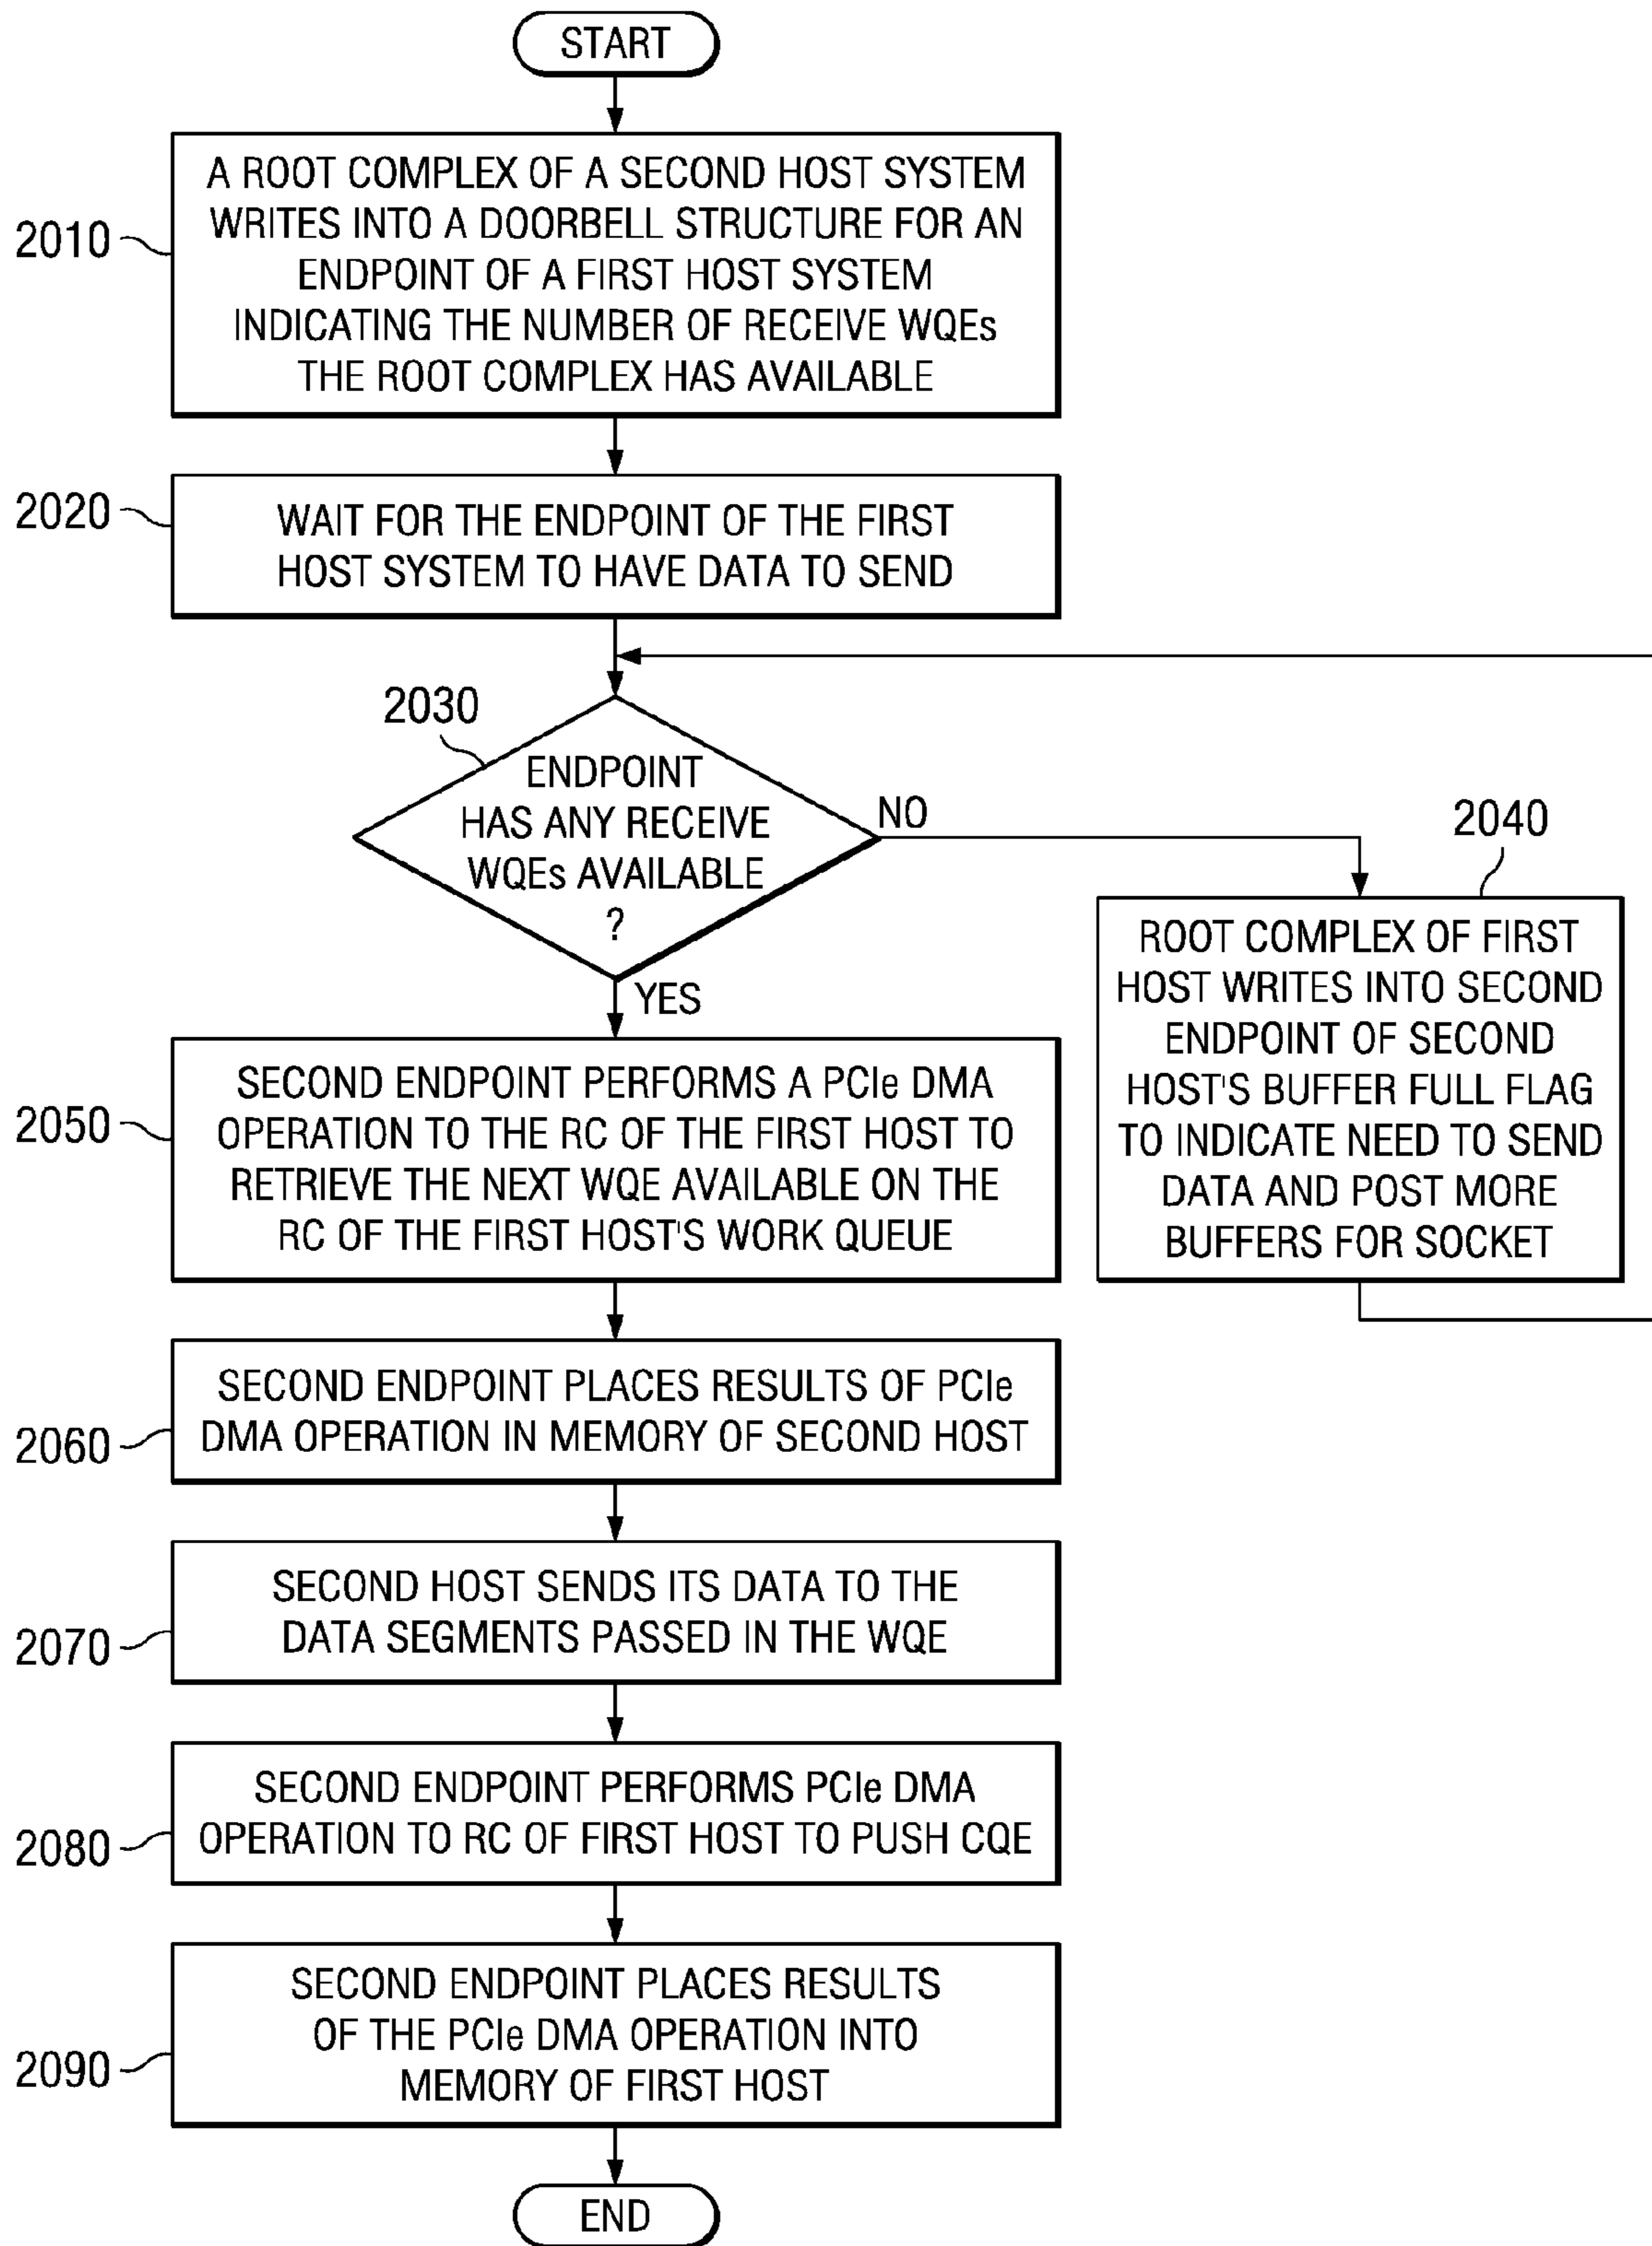 START
2010
A ROOT COMPLEX OF A SECOND HOST SYSTEM
WRITES INTO A DOORBELL STRUCTURE FOR AN
ENDPOINT OF A FIRST HOST SYSTEM
INDICATING THE NUMBER OF RECEIVE WQEs
THE ROOT COMPLEX HAS AVAILABLE
2020
WAIT FOR THE ENDPOINT OF THE FIRST
HOST SYSTEM TO HAVE DATA TO SEND
2030
ENDPOINT
HAS ANY RECEIVE
WQEs AVAILABLE
?
NO
YES
2040
ROOT COMPLEX OF FIRST
HOST WRITES INTO SECOND
ENDPOINT OF SECOND
HOST'S BUFFER FULL FLAG
TO INDICATE NEED TO SEND
DATA AND POST MORE
BUFFERS FOR SOCKET
2050
SECOND ENDPOINT PERFORMS A PCIe DMA
OPERATION TO THE RC OF THE FIRST HOST TO
RETRIEVE THE NEXT WQE AVAILABLE ON THE
RC OF THE FIRST HOST'S WORK QUEUE
2060
SECOND ENDPOINT PLACES RESULTS OF PCIe
DMA OPERATION IN MEMORY OF SECOND HOST
2070
SECOND HOST SENDS ITS DATA TO THE
DATA SEGMENTS PASSED IN THE WQE
2080
SECOND ENDPOINT PERFORMS PCIe DMA
OPERATION TO RC OF FIRST HOST TO PUSH CQE
2090
SECOND ENDPOINT PLACES RESULTS
OF THE PCIe DMA OPERATION INTO
MEMORY OF FIRST HOST
END